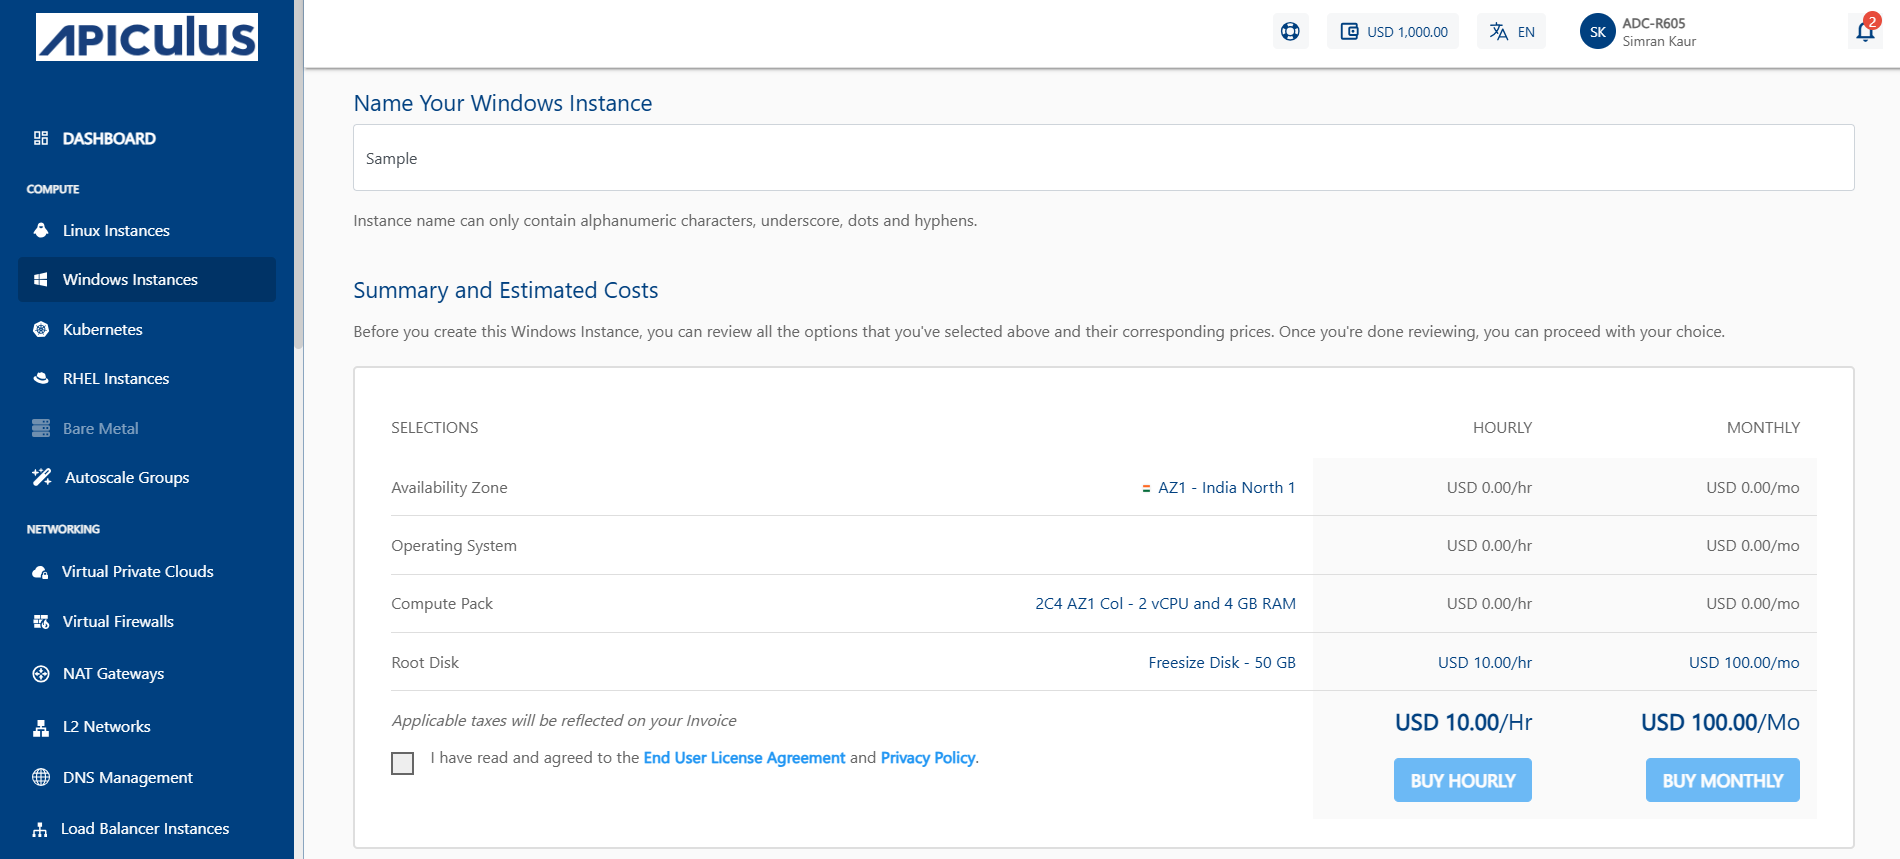 APICULUS
DASHBOARD
COMPUTE
Linux Instances
Windows Instances
Kubernetes
RHEL Instances
Bare Metal
Autoscale Groups
NETWORKING
Virtual Private Clouds
Virtual Firewalls
NAT Gateways
L2 Networks
DNS Management
Load Balancer Instances
USD 1,000.00
EN
SK
ADC-R605
Simran Kaur
2
Name Your Windows Instance
Sample
Instance name can only contain alphanumeric characters, underscore, dots and hyphens.
Summary and Estimated Costs
Before you create this Windows Instance, you can review all the options that you've selected above and their corresponding prices. Once you're done reviewing, you can proceed with your choice.
SELECTIONS HOURLY MONTHLY
Availability Zone AZ1 - India North 1 USD 0.00/hr USD 0.00/mo
Operating System USD 0.00/hr USD 0.00/mo
Compute Pack 2C4 AZ1 Col - 2 vCPU and 4 GB RAM USD 0.00/hr USD 0.00/mo
Root Disk Freesize Disk - 50 GB USD 10.00/hr USD 100.00/mo
Applicable taxes will be reflected on your Invoice USD 10.00/Hr USD 100.00/Mo
I have read and agreed to the End User License Agreement and Privacy Policy.
BUY HOURLY BUY MONTHLY